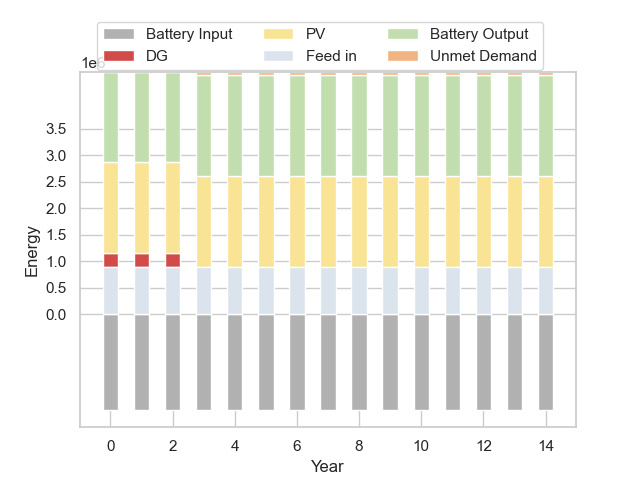 Battery Input PV Battery Output
DG Feed in Unmet Demand
1e6
3.5
3.0
2.5
2.0
1.5
1.0
0.5
0.0
Energy
0 2 4 6 8 10 12 14
Year